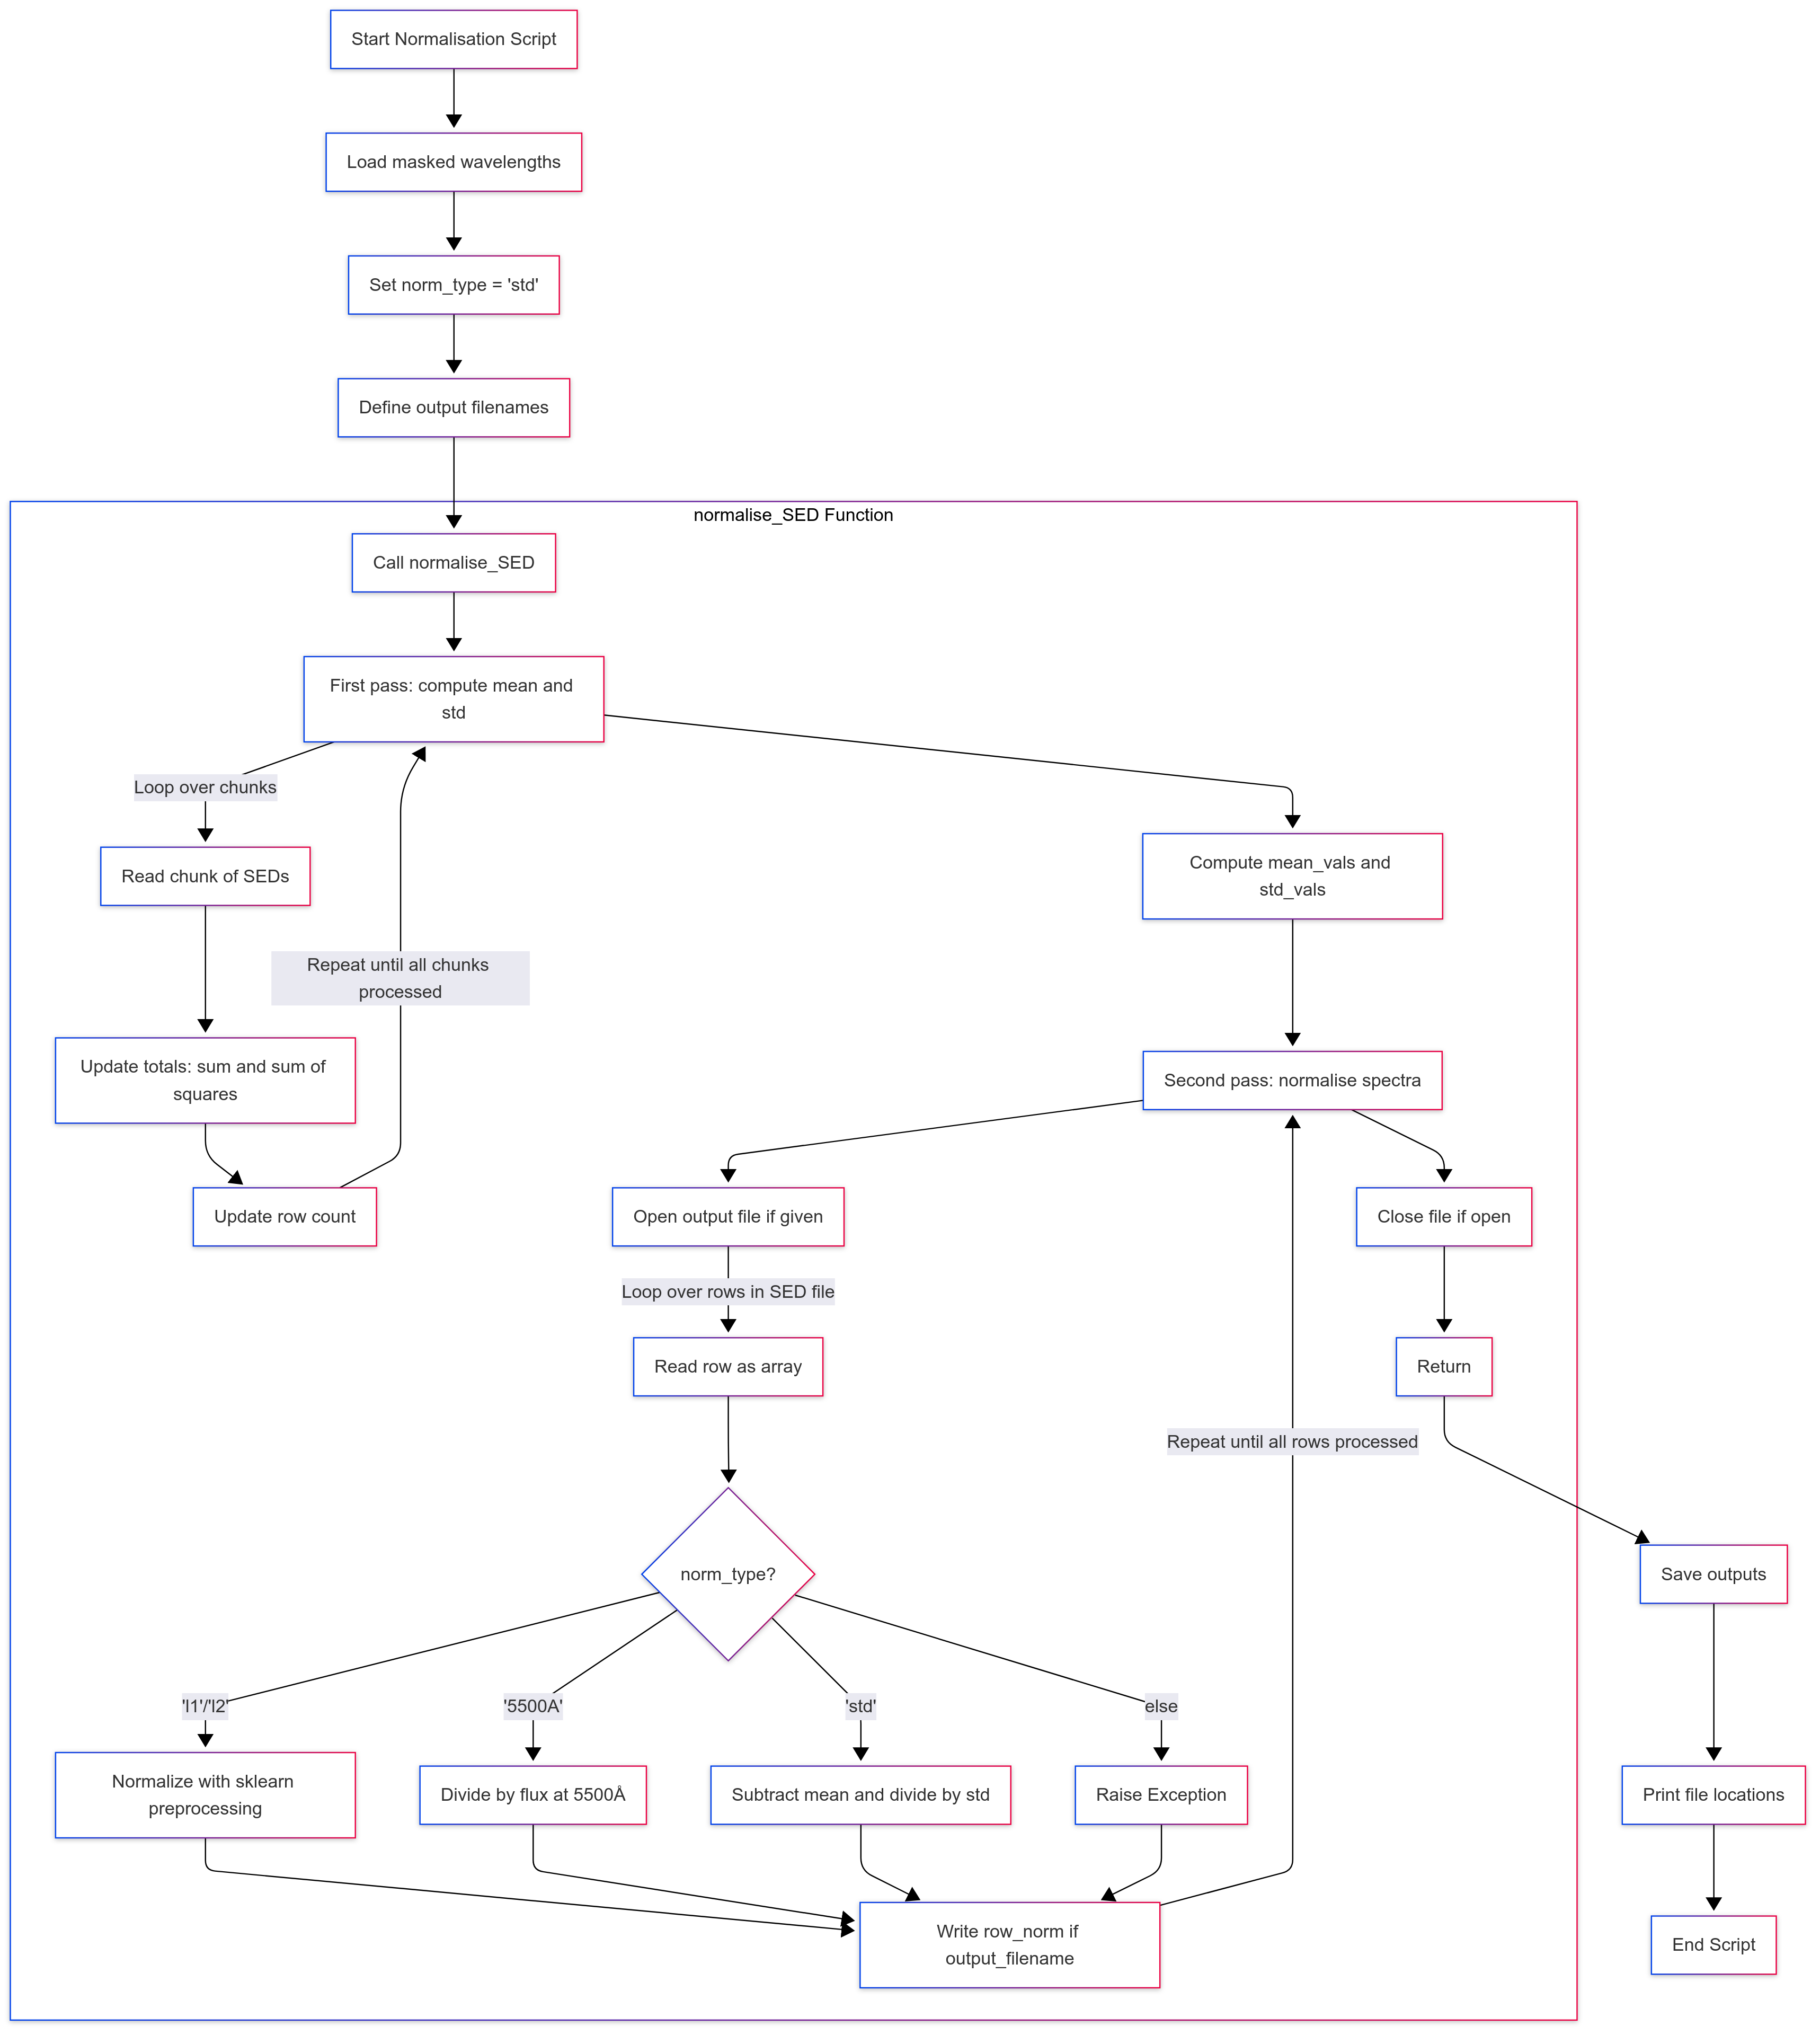 Start Normalisation Script
Load masked wavelengths
Set norm_type = 'std'
Define output filenames
normalise_SED Function
Call normalise_SED
First pass: compute mean and
std
Loop over chunks
Read chunk of SEDs
Compute mean_vals and
std_vals
Repeat until all chunks
processed
Update totals: sum and sum of
squares
Second pass: normalise spectra
Update row count
Open output file if given
Close file if open
Loop over rows in SED file
Read row as array
Return
Repeat until all rows processed
norm_type?
Save outputs
'l1'/'l2'
'5500A'
'std'
else
Normalize with sklearn
preprocessing
Divide by flux at 5500Å
Subtract mean and divide by std
Raise Exception
Print file locations
Write row_norm if
output_filename
End Script